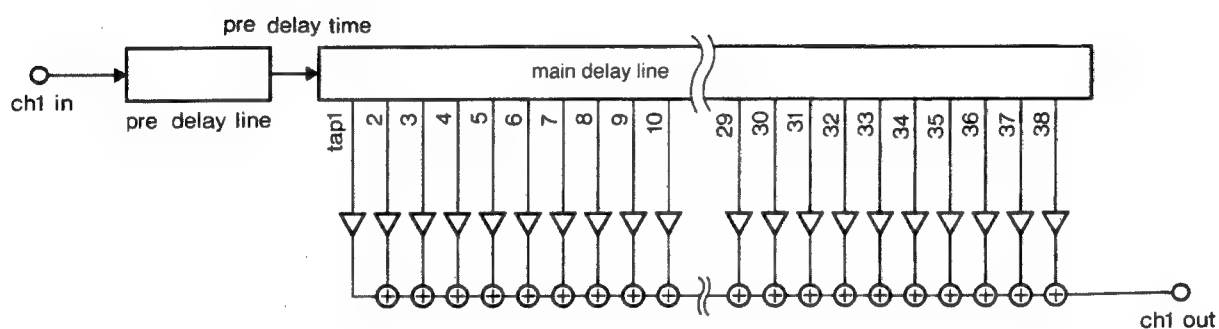 pre delay time
main delay line
ch1 in
pre delay line
tap1 2 3 4 5 6 7 8 9 10 29 30 31 32 33 34 35 36 37 38
+ + + + + + + + + + + + + + + + + + +
ch1 out